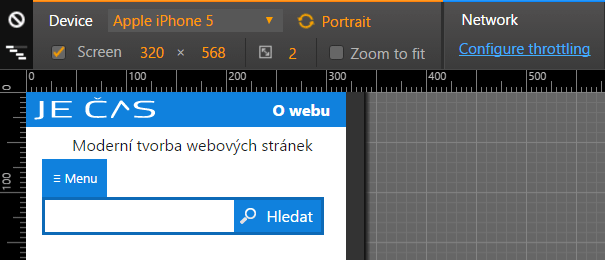 Device Apple iPhone 5 Portrait Network
Screen 320 × 568 2 Zoom to fit Configure throttling
0 100 200 300 400 500
0
100
JE ČAS O webu
Moderní tvorba webových stránek
≡ Menu
Hledat